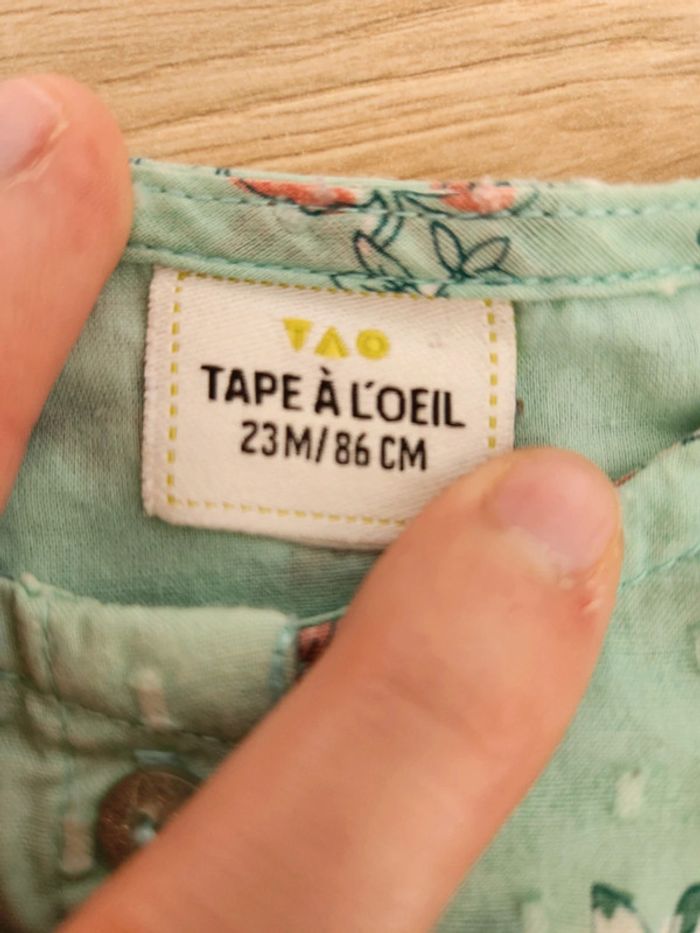 TAO
TAPE À L'OEIL
23M/86 CM